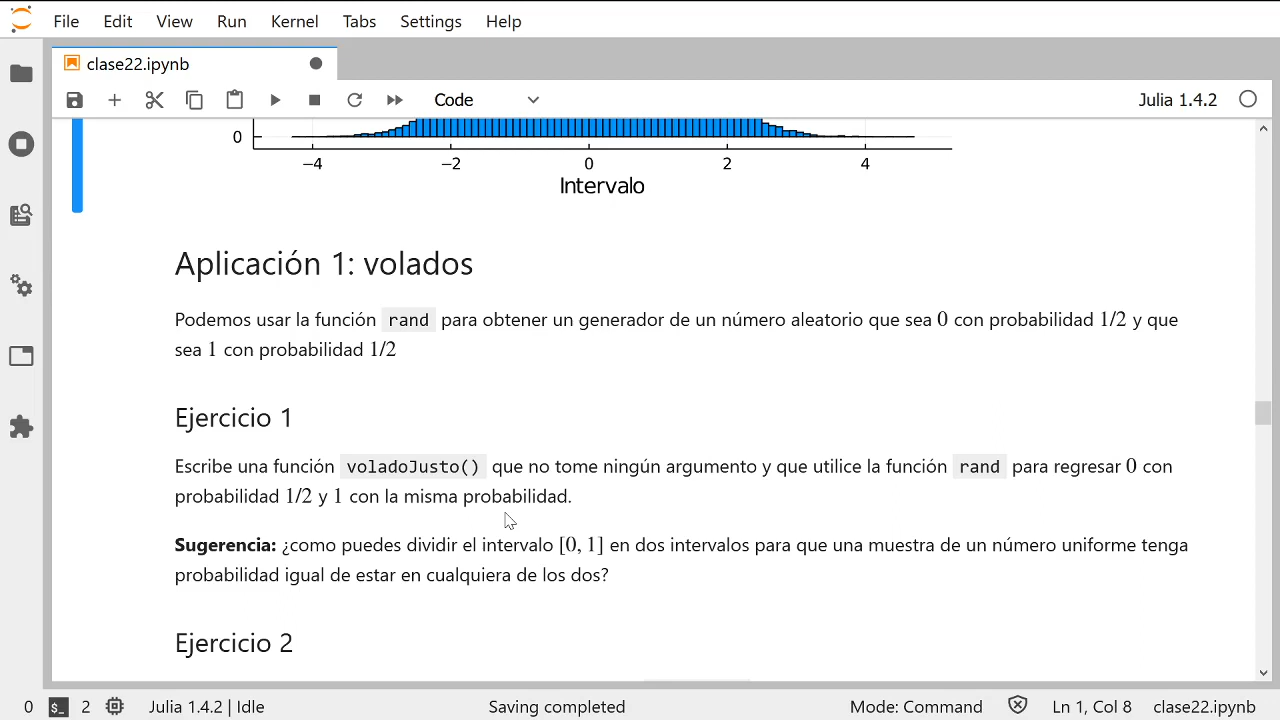 File Edit View Run Kernel Tabs Settings Help
clase22.ipynb
Code
Julia 1.4.2
0
−4 −2 0 2 4
Intervalo
Aplicación 1: volados
Podemos usar la función rand para obtener un generador de un número aleatorio que sea 0 con probabilidad 1/2 y que
sea 1 con probabilidad 1/2
Ejercicio 1
Escribe una función voladoJusto() que no tome ningún argumento y que utilice la función rand para regresar 0 con
probabilidad 1/2 y 1 con la misma probabilidad.
Sugerencia: ¿como puedes dividir el intervalo [0, 1] en dos intervalos para que una muestra de un número uniforme tenga
probabilidad igual de estar en cualquiera de los dos?
Ejercicio 2
0 $_ 2 Julia 1.4.2 | Idle Saving completed Mode: Command Ln 1, Col 8 clase22.ipynb